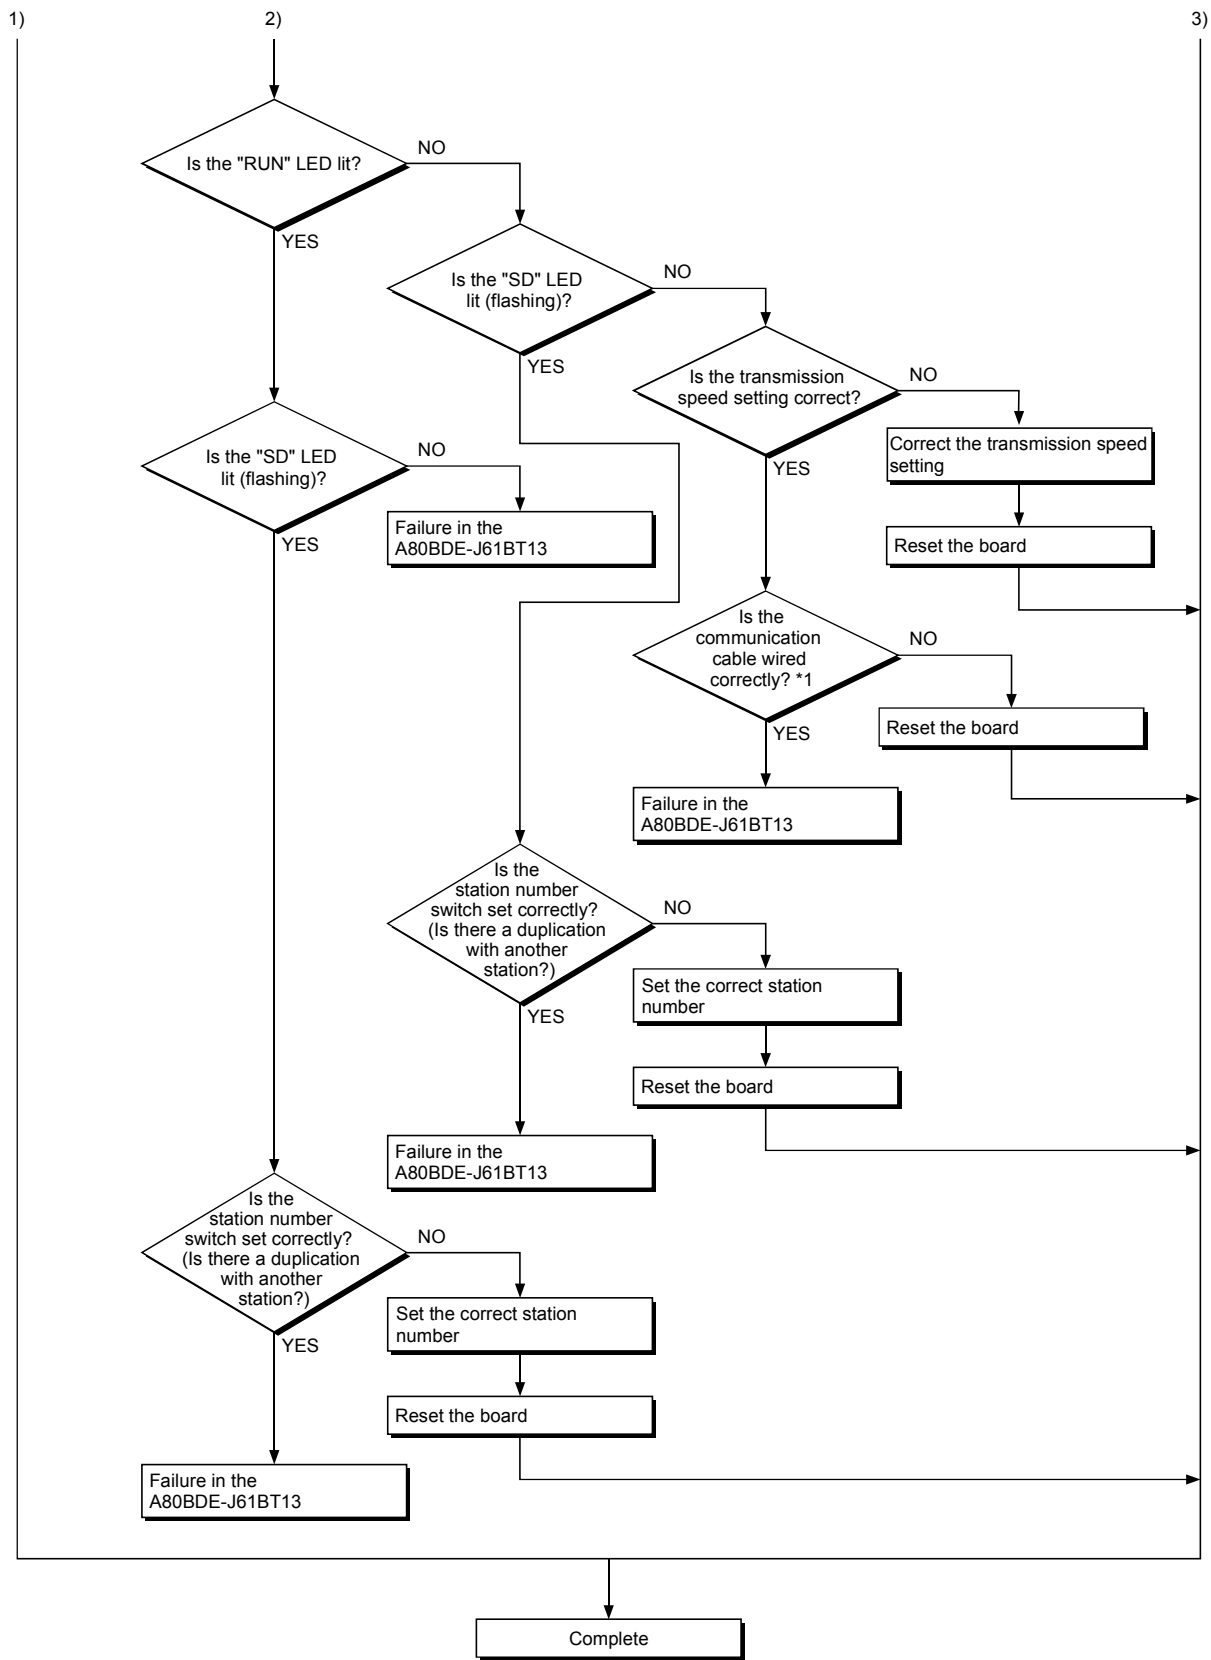 1)
2)
3)
Is the "RUN" LED lit?
NO
YES
Is the "SD" LED
lit (flashing)?
NO
YES
Is the transmission
speed setting correct?
NO
YES
Correct the transmission speed
setting
Reset the board
Is the "SD" LED
lit (flashing)?
NO
YES
Failure in the
A80BDE-J61BT13
Is the
communication
cable wired
correctly? *1
NO
YES
Reset the board
Failure in the
A80BDE-J61BT13
Is the
station number
switch set correctly?
(Is there a duplication
with another
station?)
NO
YES
Set the correct station
number
Reset the board
Failure in the
A80BDE-J61BT13
Is the
station number
switch set correctly?
(Is there a duplication
with another
station?)
NO
YES
Set the correct station
number
Reset the board
Failure in the
A80BDE-J61BT13
Complete